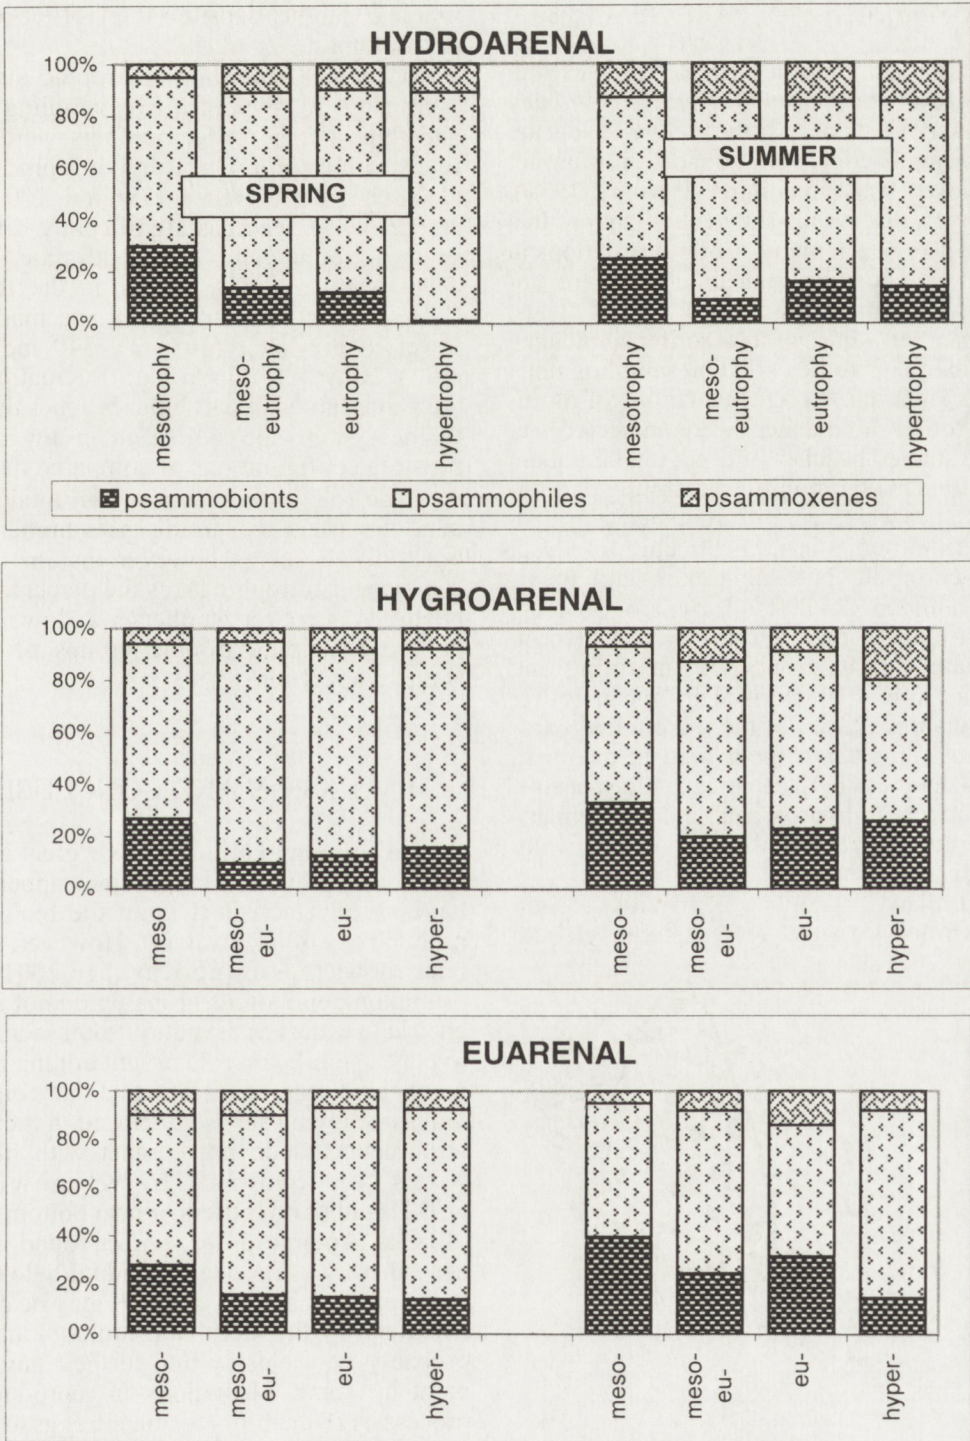 HYDROARENAL
100%
80%
60%
40%
20%
0%
SPRING
SUMMER
mesotrophy
meso-
eutrophy
eutrophy
hypertrophy
mesotrophy
meso-
eutrophy
eutrophy
hypertrophy
psammobionts psammophiles psammoxenes
HYGROARENAL
100%
80%
60%
40%
20%
0%
meso
meso-
eu-
eu-
hyper-
meso-
meso-
eu-
eu-
hyper-
EUARENAL
100%
80%
60%
40%
20%
0%
meso-
meso-
eu-
eu-
hyper-
meso-
meso-
eu-
eu-
hyper-